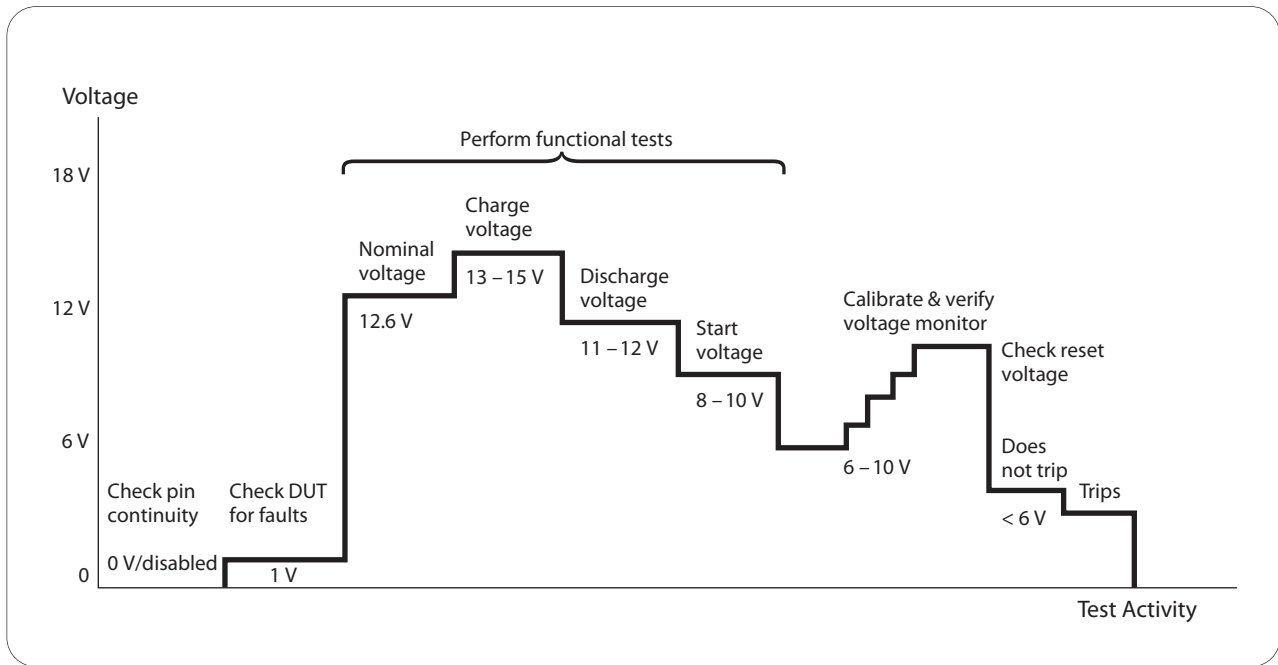 Voltage
Perform functional tests
18 V
Charge
voltage
Nominal
voltage
13 – 15 V
Discharge
voltage
12 V
12.6 V
Calibrate & verify
voltage monitor
Start
voltage
11 – 12 V
Check reset
voltage
8 – 10 V
6 V
6 – 10 V
Does
not trip
Check pin
continuity
Check DUT
for faults
Trips
< 6 V
0 V/disabled
1 V
0
Test Activity